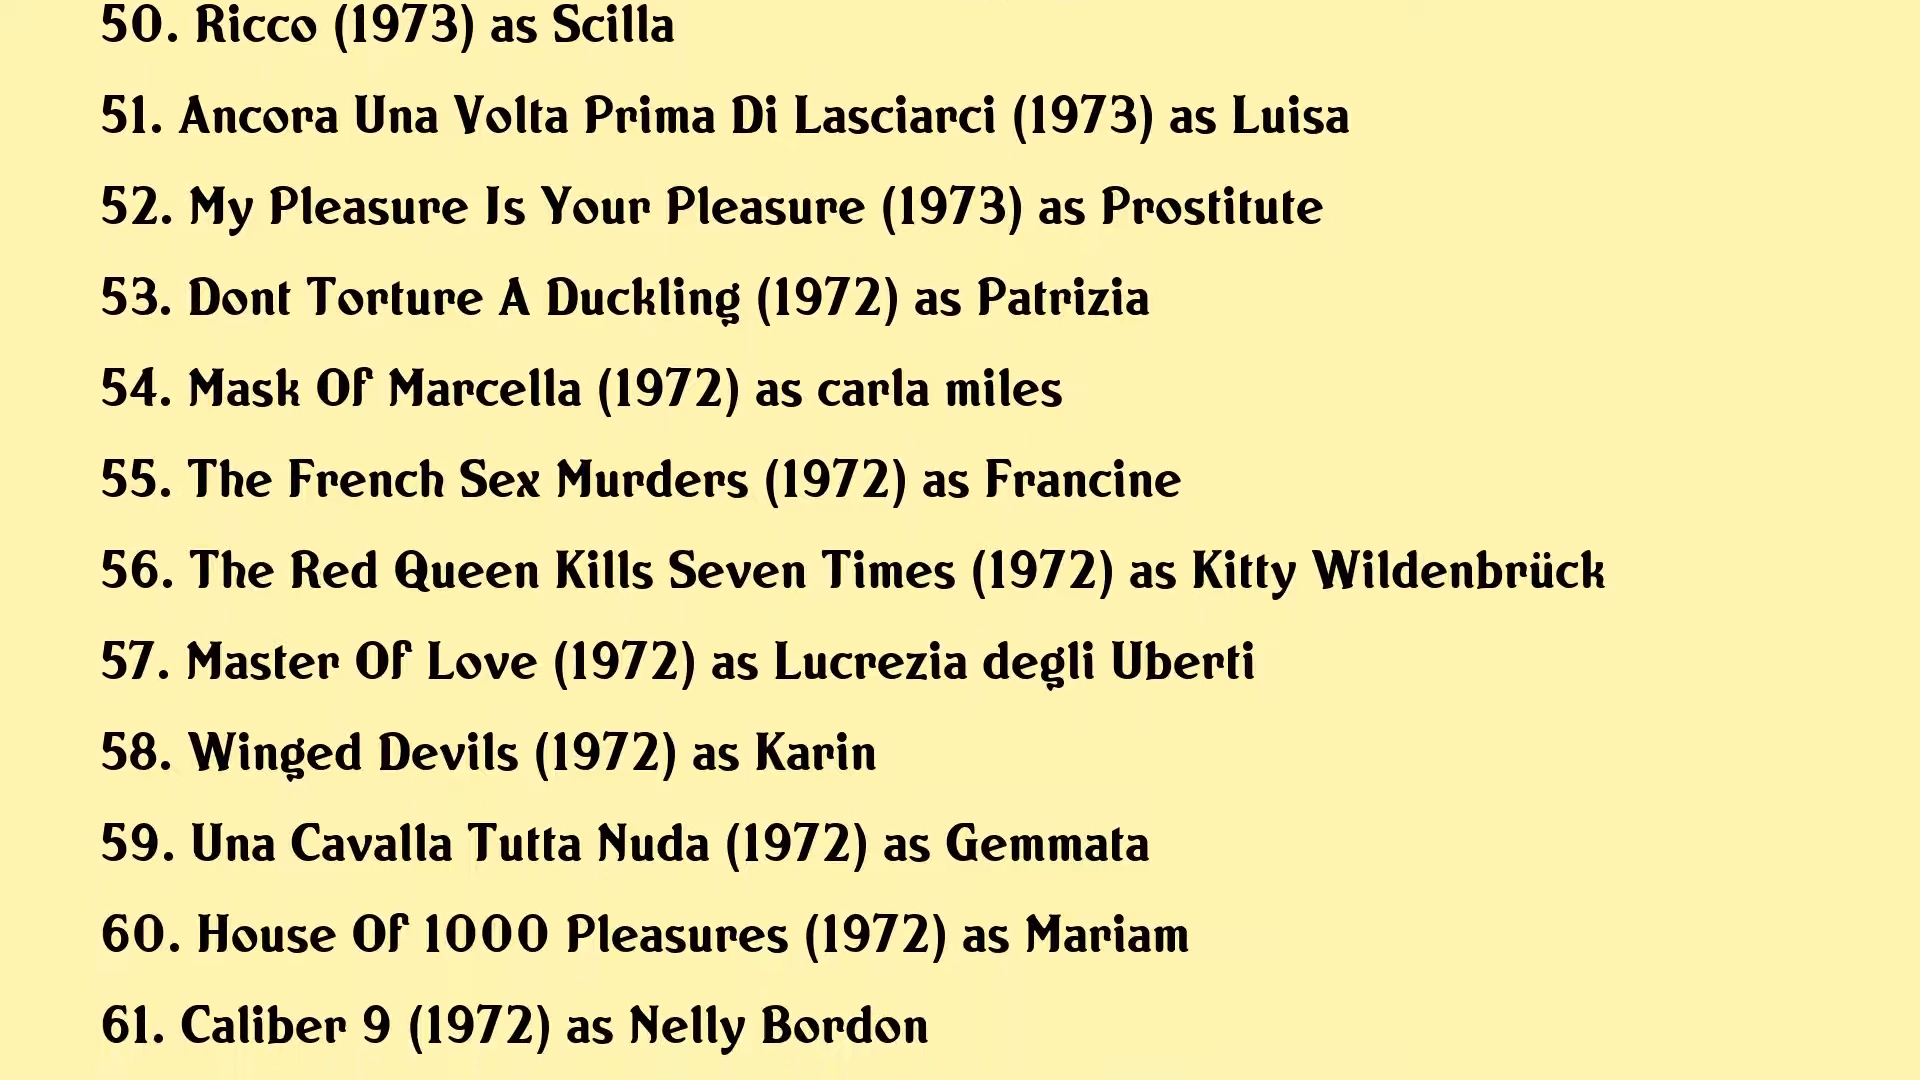 50. Ricco (1973) as Scilla
51. Ancora Una Volta Prima Di Lasciarci (1973) as Luisa
52. My Pleasure Is Your Pleasure (1973) as Prostitute
53. Dont Torture A Duckling (1972) as Patrizia
54. Mask Of Marcella (1972) as carla miles
55. The French Sex Murders (1972) as Francine
56. The Red Queen Kills Seven Times (1972) as Kitty Wildenbrück
57. Master Of Love (1972) as Lucrezia degli Uberti
58. Winged Devils (1972) as Karin
59. Una Cavalla Tutta Nuda (1972) as Gemmata
60. House Of 1000 Pleasures (1972) as Mariam
61. Caliber 9 (1972) as Nelly Bordon